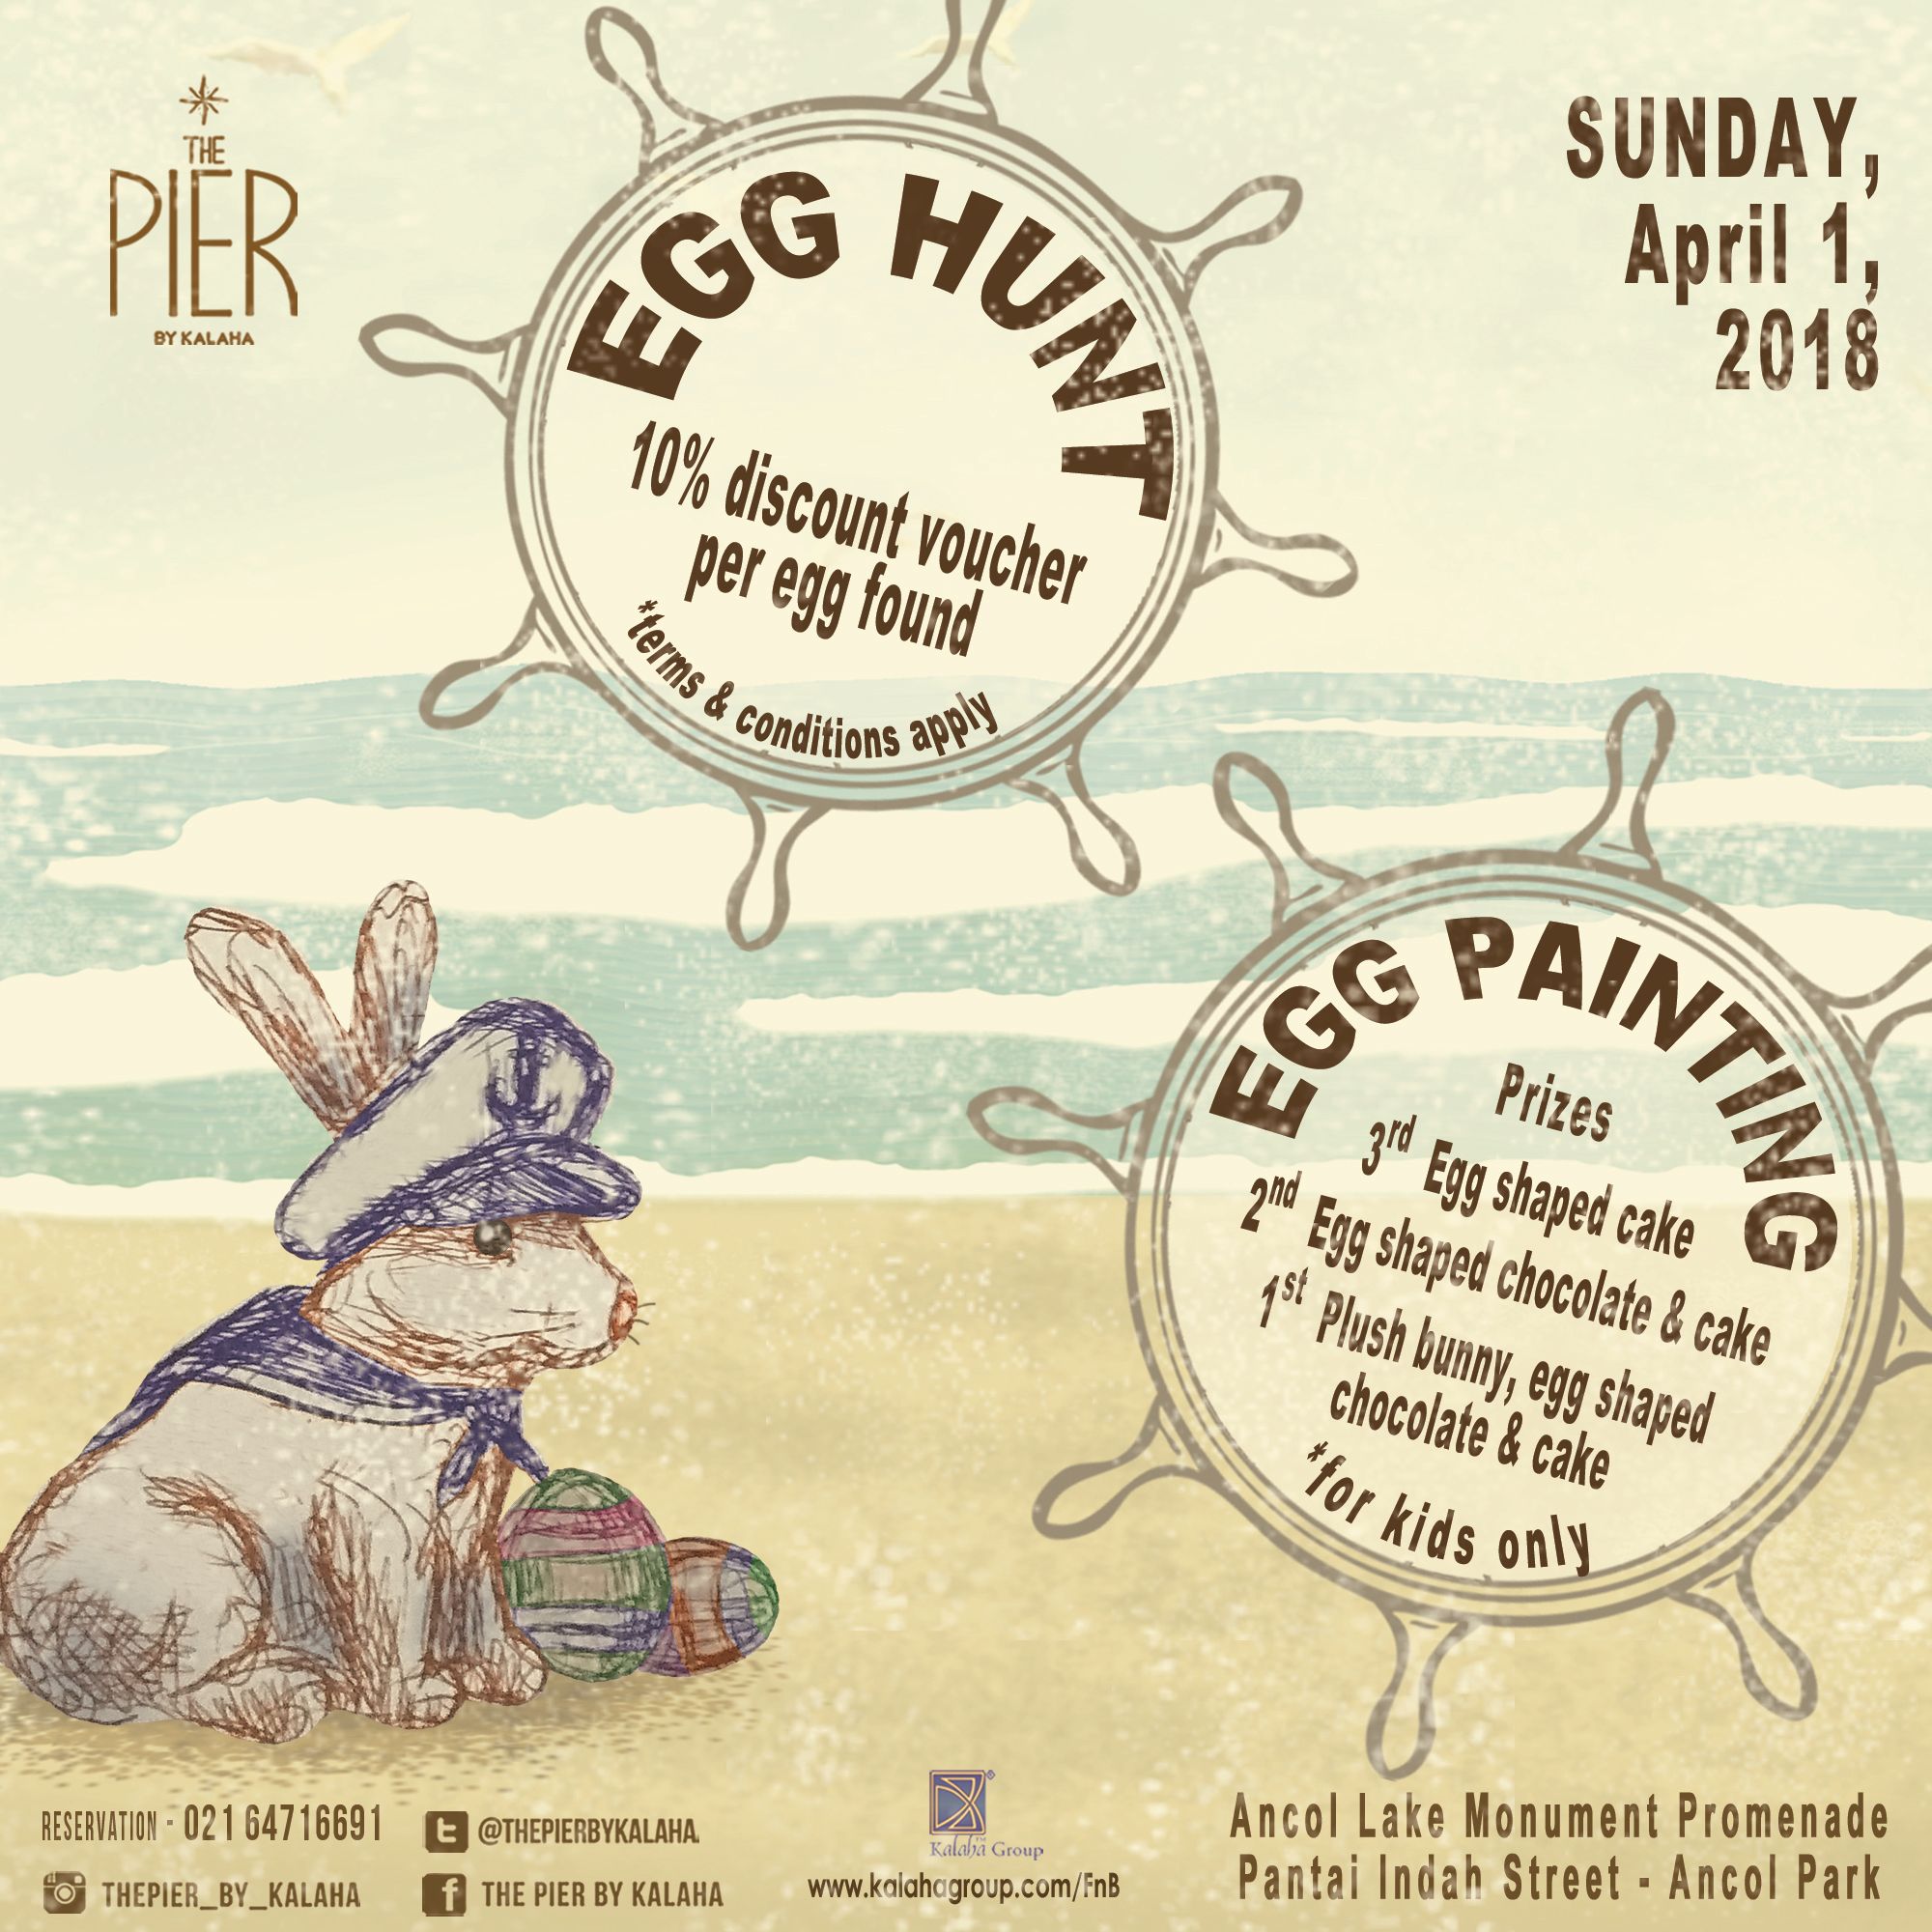 THE
PIER
BY KALAHA
SUNDAY,
April 1,
2018
EGG HUNT
10% discount voucher
per egg found
*terms & conditions apply
EGG PAINTING
Prizes
3rd Egg shaped cake
2nd Egg shaped chocolate & cake
1st Plush bunny, egg shaped
chocolate & cake
*for kids only
RESERVATION - 021 64716691
@THEPIERBYKALAHA
THEPIER_BY_KALAHA
THE PIER BY KALAHA
Kalaha Group
www.kalahagroup.com/FnB
Ancol Lake Monument Promenade
Pantai Indah Street - Ancol Park